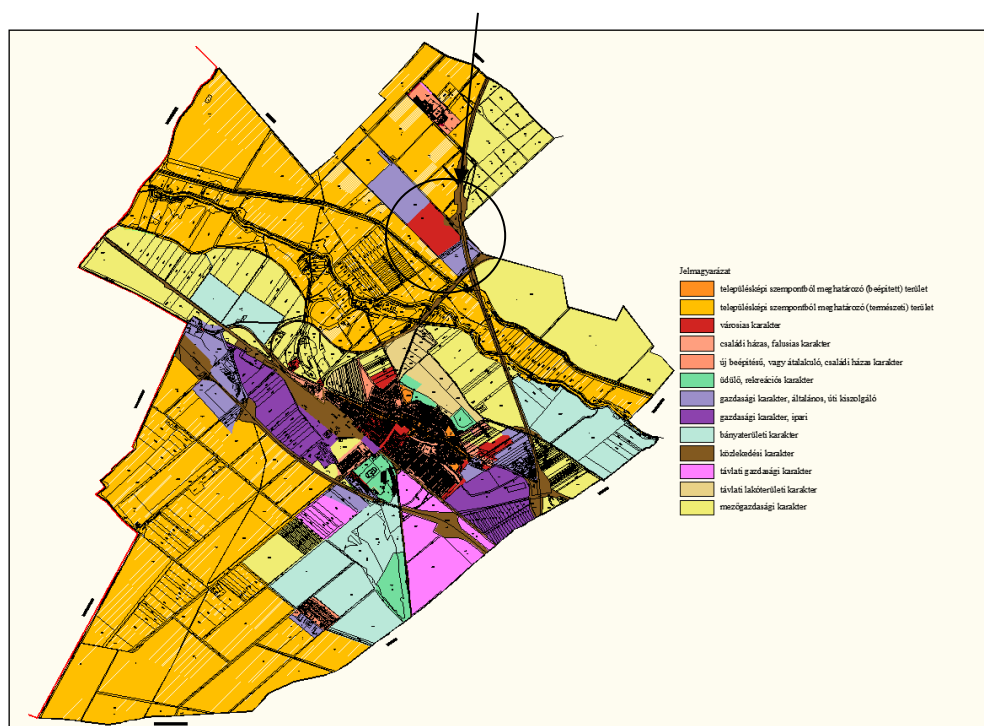 Jelmagyarázat
településképi szempontból meghatározó (beépített) terület
településképi szempontból meghatározó (természeti) terület
városias karakter
családi házas, falusias karakter
új beépítésű, vagy átalakuló, családi házas karakter
üdülő, rekreációs karakter
gazdasági karakter, általános, úti kiszolgáló
gazdasági karakter, ipari
bányaterületi karakter
közlekedési karakter
távlati gazdasági karakter
távlati lakóterületi karakter
mezőgazdasági karakter